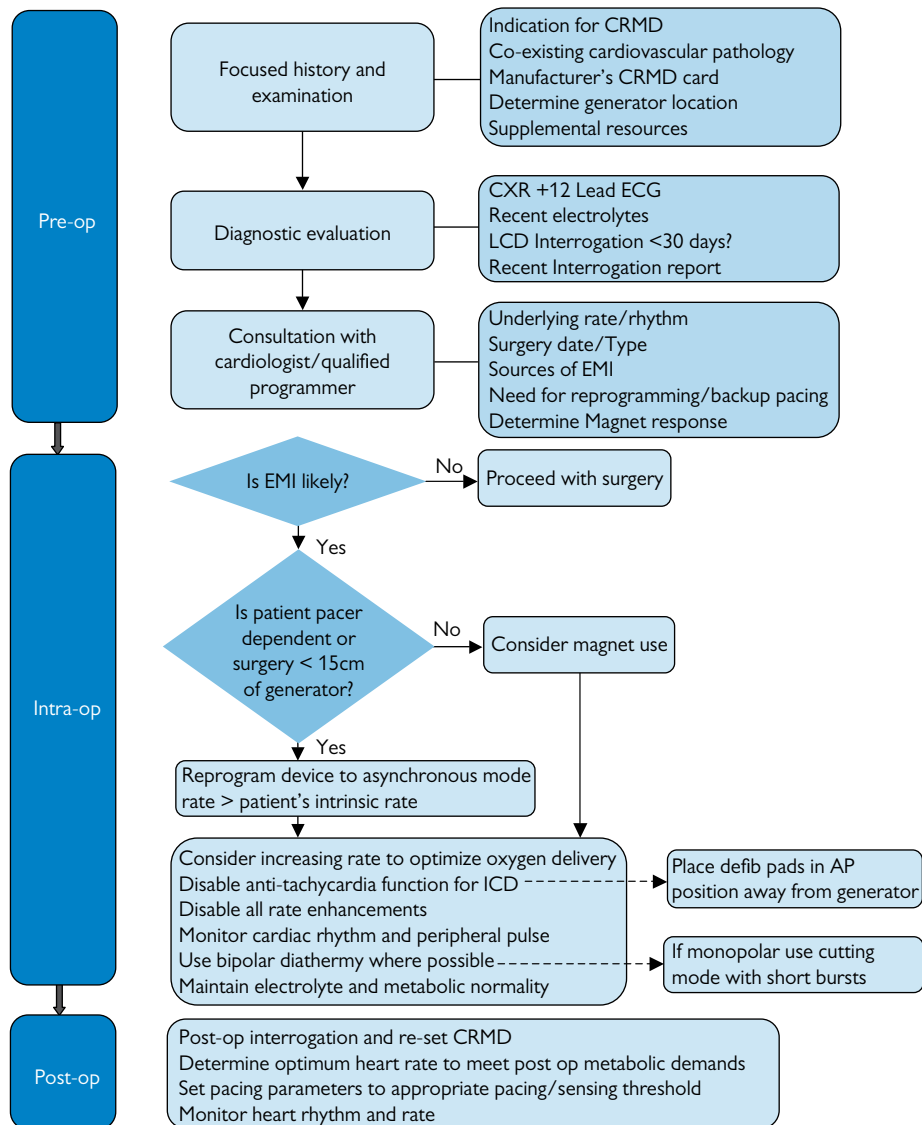 Pre-op
Focused history and
examination
Indication for CRMD
Co-existing cardiovascular pathology
Manufacturer's CRMD card
Determine generator location
Supplemental resources
Diagnostic evaluation
CXR +12 Lead ECG
Recent electrolytes
LCD Interrogation <30 days?
Recent Interrogation report
Consultation with
cardiologist/qualified
programmer
Underlying rate/rhythm
Surgery date/Type
Sources of EMI
Need for reprogramming/backup pacing
Determine Magnet response
Intra-op
Is EMI likely?
No
Proceed with surgery
Yes
Is patient pacer
dependent or
surgery < 15cm
of generator?
No
Consider magnet use
Yes
Reprogram device to asynchronous mode
rate > patient's intrinsic rate
Consider increasing rate to optimize oxygen delivery
Disable anti-tachycardia function for ICD
Disable all rate enhancements
Monitor cardiac rhythm and peripheral pulse
Use bipolar diathermy where possible
Maintain electrolyte and metabolic normality
Place defib pads in AP
position away from generator
If monopolar use cutting
mode with short bursts
Post-op
Post-op interrogation and re-set CRMD
Determine optimum heart rate to meet post op metabolic demands
Set pacing parameters to appropriate pacing/sensing threshold
Monitor heart rhythm and rate